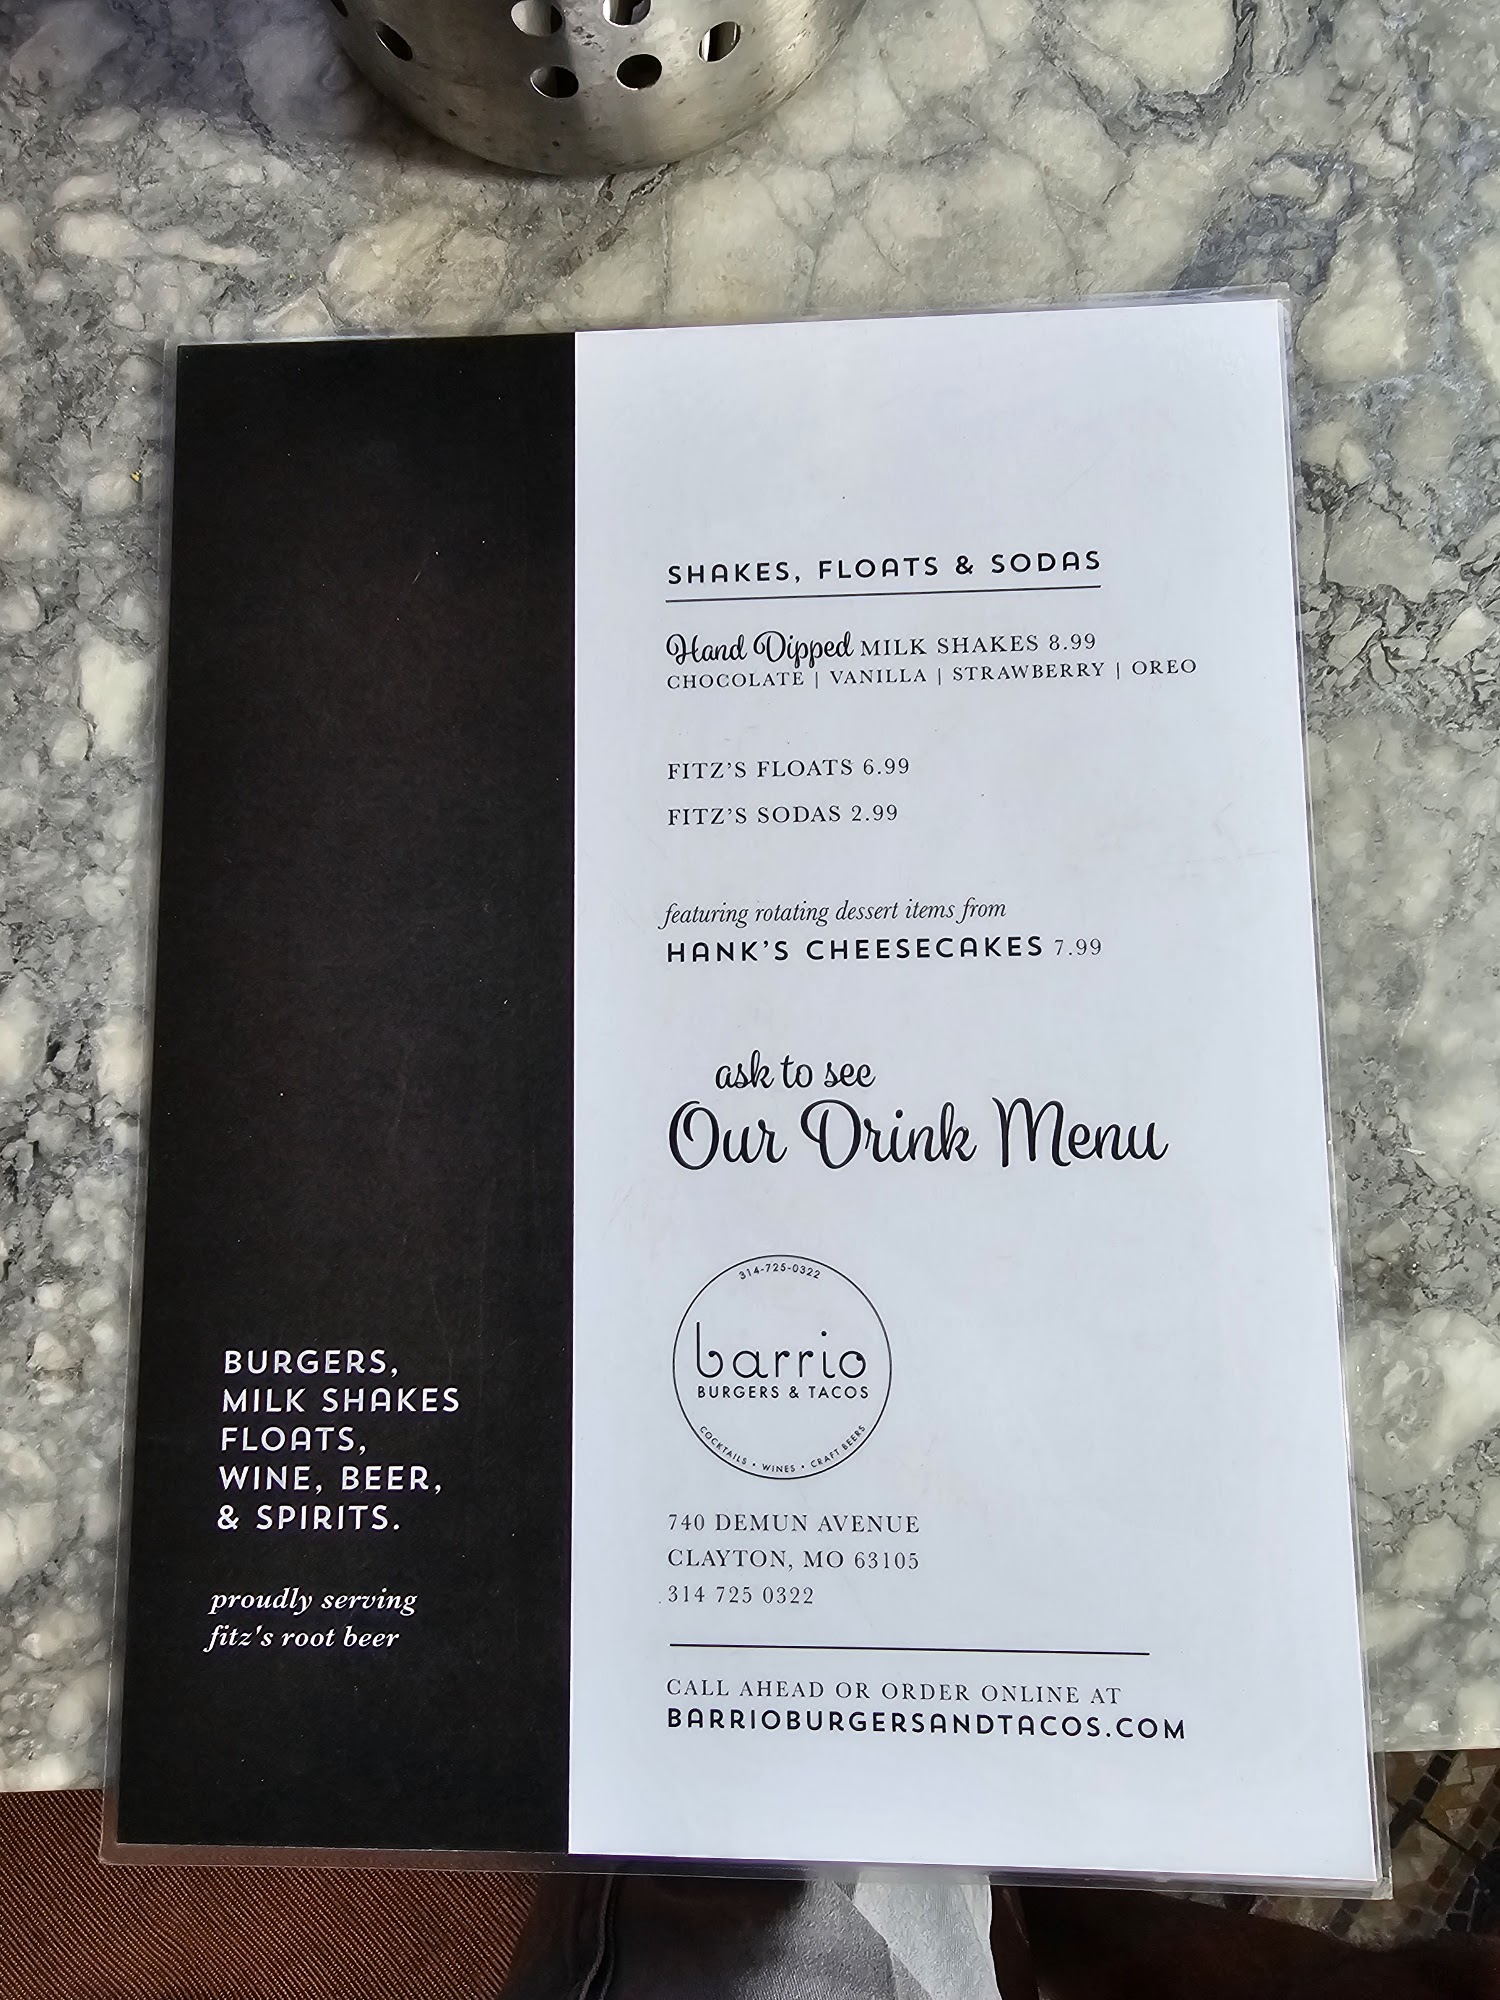 SHAKES, FLOATS & SODAS
Hand Dipped MILK SHAKES 8.99
CHOCOLATE | VANILLA | STRAWBERRY | OREO
FITZ'S FLOATS 6.99
FITZ'S SODAS 2.99
featuring rotating dessert items from
HANK'S CHEESECAKES 7.99
ask to see
Our Drink Menu
314-725-0322
barrio
BURGERS & TACOS
COCKTAILS • WINES • CRAFT BEERS
740 DEMUN AVENUE
CLAYTON, MO 63105
314 725 0322
CALL AHEAD OR ORDER ONLINE AT
BARRIOBURGERSANDTACOS.COM
BURGERS,
MILK SHAKES
FLOATS,
WINE, BEER,
& SPIRITS.
proudly serving
fitz's root beer